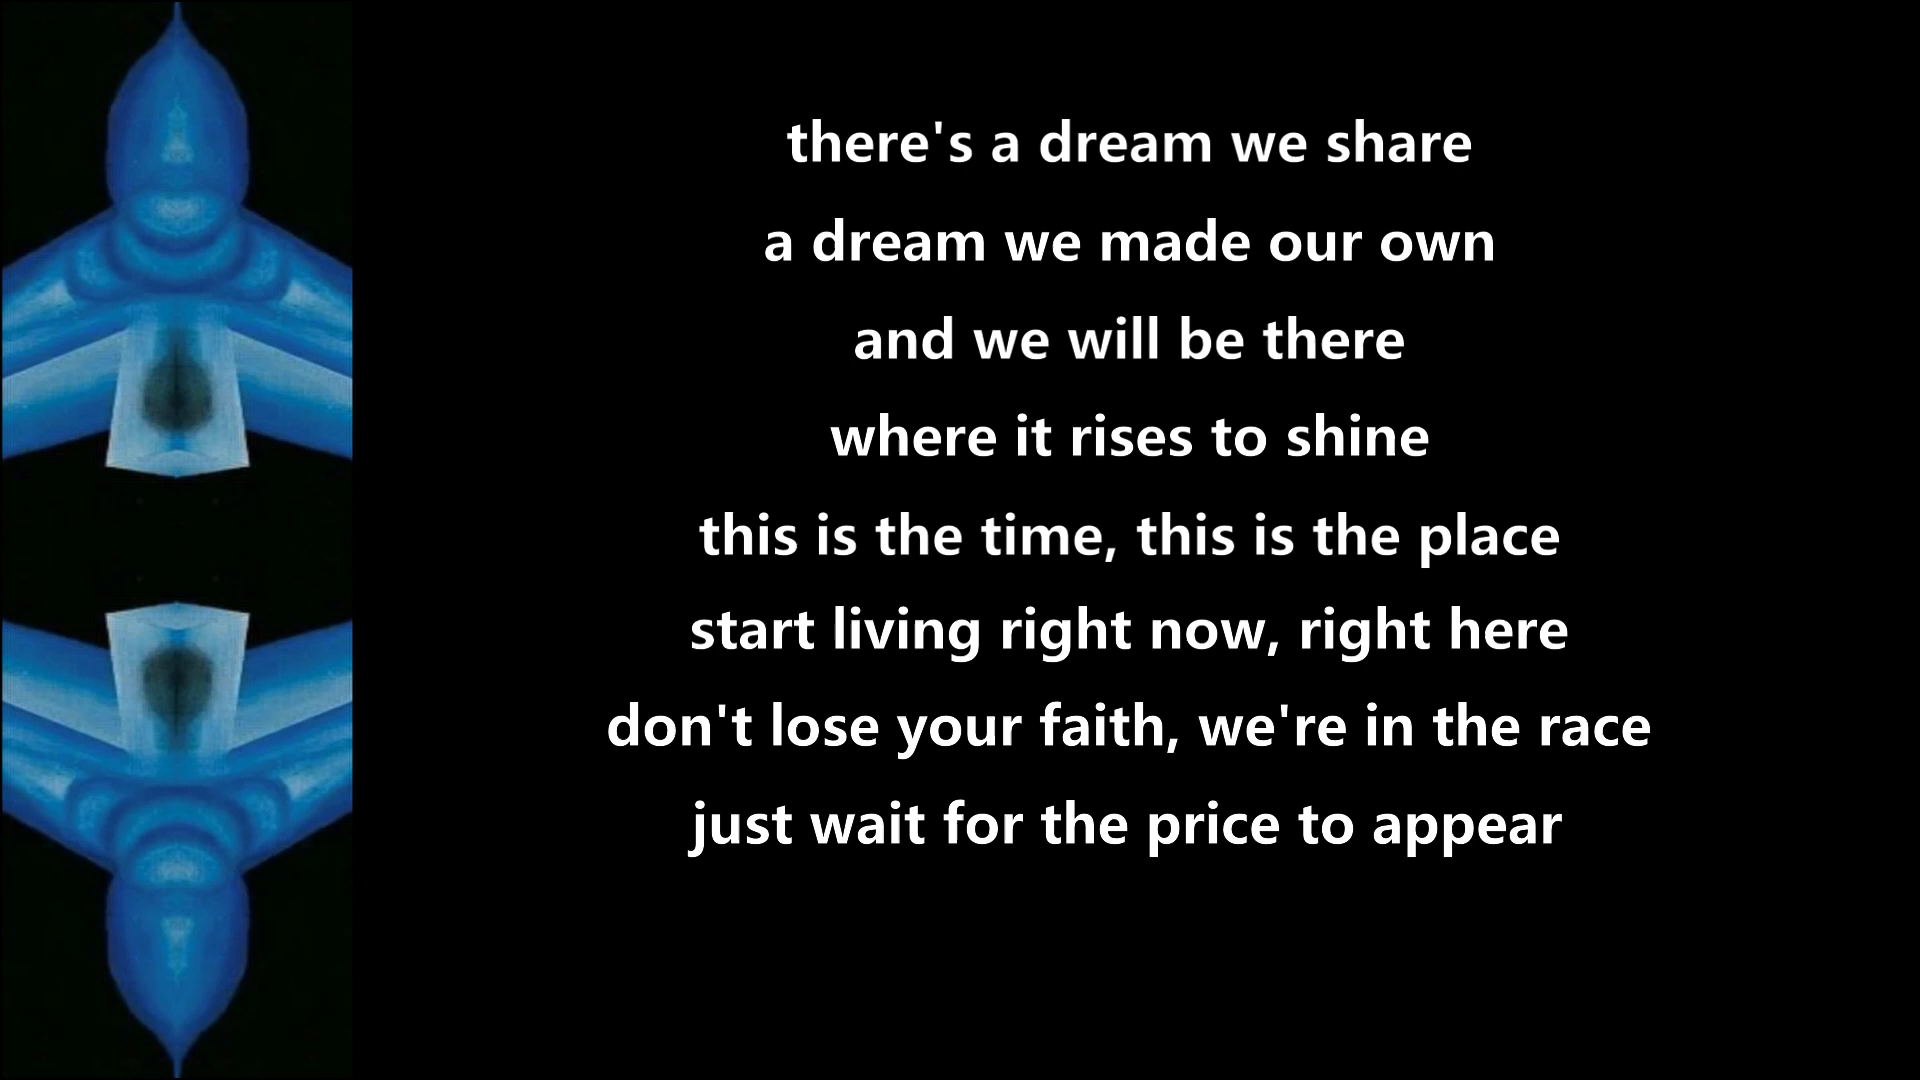 there's a dream we share
a dream we made our own
and we will be there
where it rises to shine
this is the time, this is the place
start living right now, right here
don't lose your faith, we're in the race
just wait for the price to appear